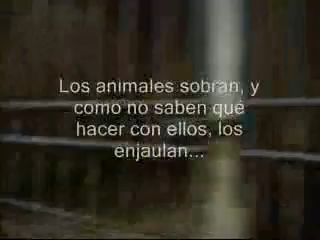 Los animales sobran, y
como no saben qué
hacer con ellos, los
enjaulan...